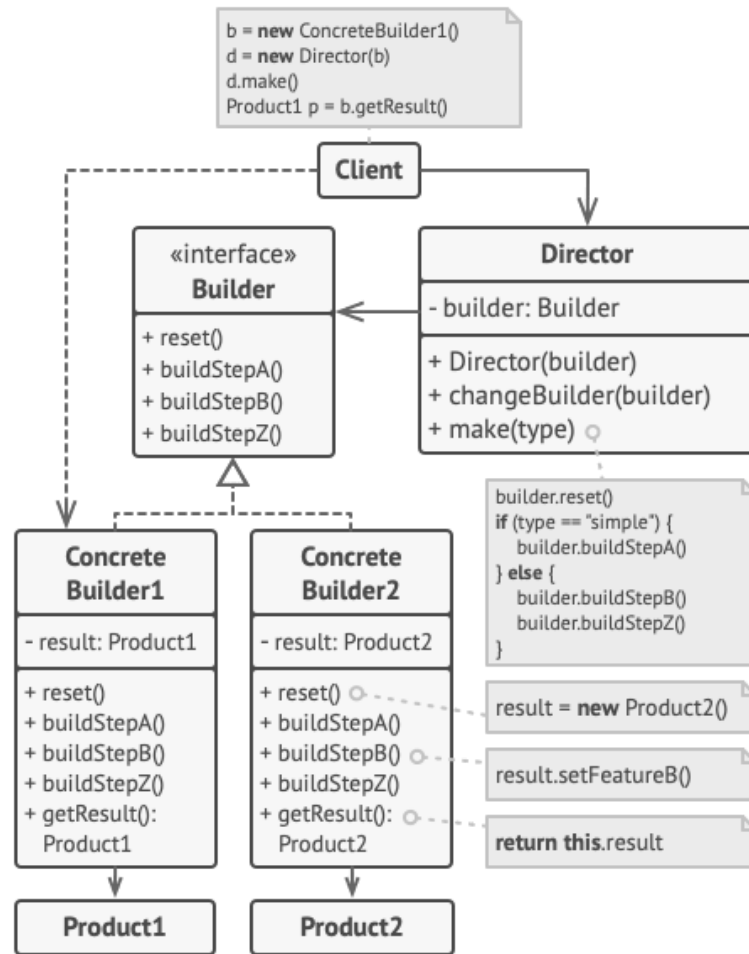 b = new ConcreteBuilder1()
d = new Director(b)
d.make()
Product1 p = b.getResult()
Client
«interface»
Builder
+ reset()
+ buildStepA()
+ buildStepB()
+ buildStepZ()
Director
- builder: Builder
+ Director(builder)
+ changeBuilder(builder)
+ make(type)
builder.reset()
if (type == "simple") {
builder.buildStepA()
} else {
builder.buildStepB()
builder.buildStepZ()
}
Concrete
Builder1
- result: Product1
+ reset()
+ buildStepA()
+ buildStepB()
+ buildStepZ()
+ getResult():
Product1
Concrete
Builder2
- result: Product2
+ reset()
+ buildStepA()
+ buildStepB()
+ buildStepZ()
+ getResult():
Product2
result = new Product2()
result.setFeatureB()
return this.result
Product1
Product2